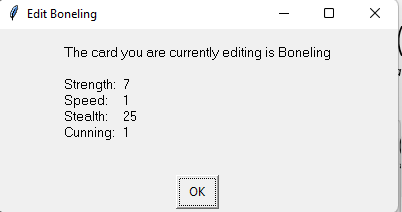 Edit Boneling
The card you are currently editing is Boneling
Strength: 7
Speed: 1
Stealth: 25
Cunning: 1
OK